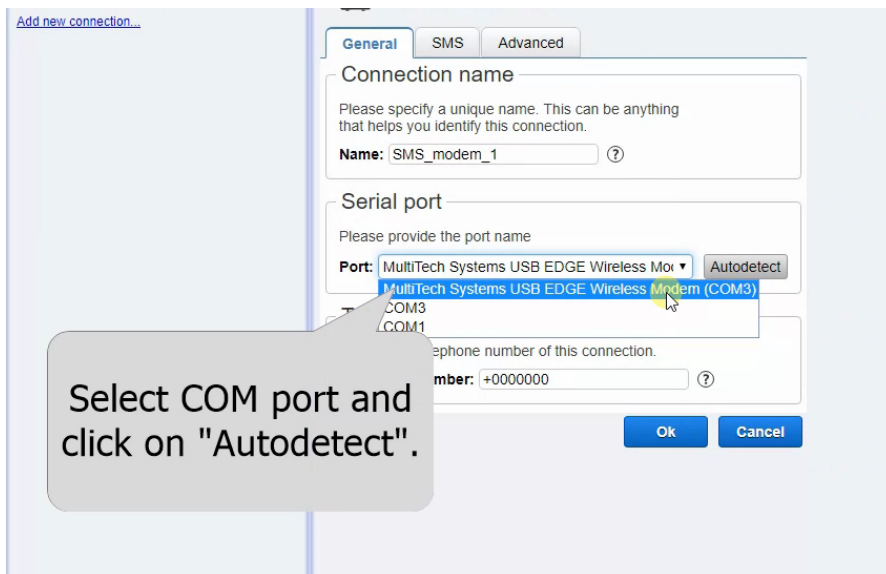 Add new connection...
General SMS Advanced
Connection name
Please specify a unique name. This can be anything
that helps you identify this connection.
Name: SMS_modem_1 ?
Serial port
Please provide the port name
Port: MultiTech Systems USB EDGE Wireless Autodetect
MultiTech Systems USB EDGE Wireless Modem (COM3)
COM3
COM1
ephone number of this connection.
mber: +0000000 ?
Select COM port and
click on "Autodetect".
Ok Cancel